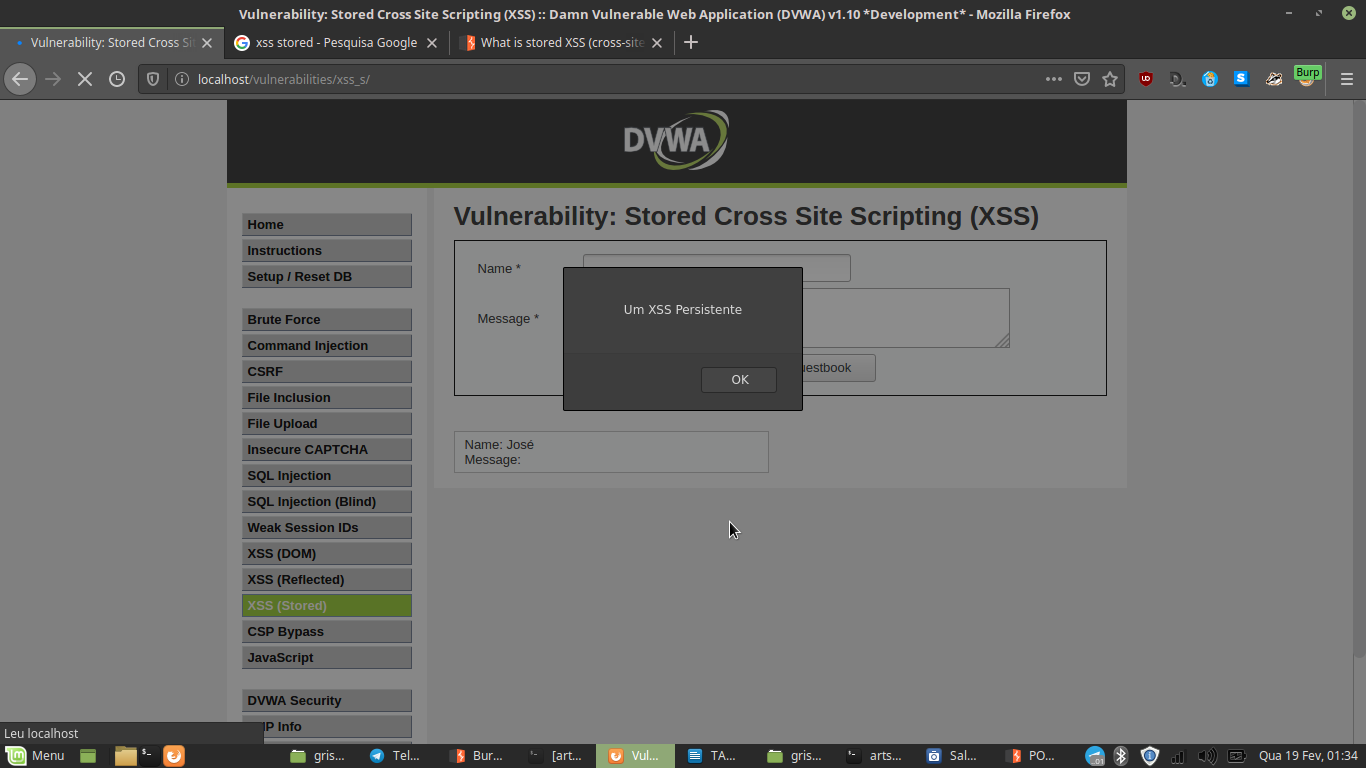 Vulnerability: Stored Cross Site Scripting (XSS) :: Damn Vulnerable Web Application (DVWA) v1.10 *Development* - Mozilla Firefox
Vulnerability: Stored Cross Si
xss stored - Pesquisa Google
What is stored XSS (cross-site
localhost/vulnerabilities/xss_s/
UD
D.
S
Burp
DVWA
Home
Instructions
Setup / Reset DB
Brute Force
Command Injection
CSRF
File Inclusion
File Upload
Insecure CAPTCHA
SQL Injection
SQL Injection (Blind)
Weak Session IDs
XSS (DOM)
XSS (Reflected)
XSS (Stored)
CSP Bypass
JavaScript
DVWA Security
HP Info
Vulnerability: Stored Cross Site Scripting (XSS)
Name *
Message *
uestbook
Um XSS Persistente
OK
Name: José
Message:
Leu localhost
Menu
gris...
Tel...
Bur...
[art...
Vul...
TA...
gris...
arts...
Sal...
PO...
.01
Qua 19 Fev, 01:34